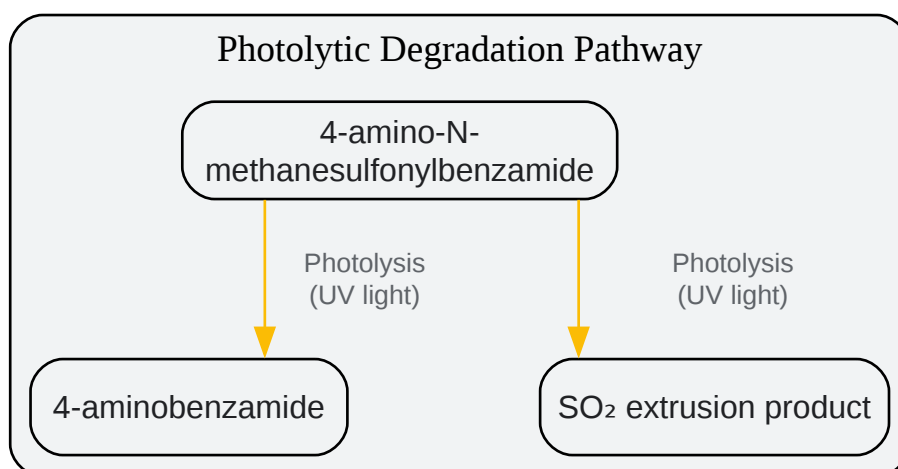 Photolytic Degradation Pathway
4-amino-N-
methanesulfonylbenzamide
Photolysis
(UV light)
Photolysis
(UV light)
4-aminobenzamide
SO₂ extrusion product